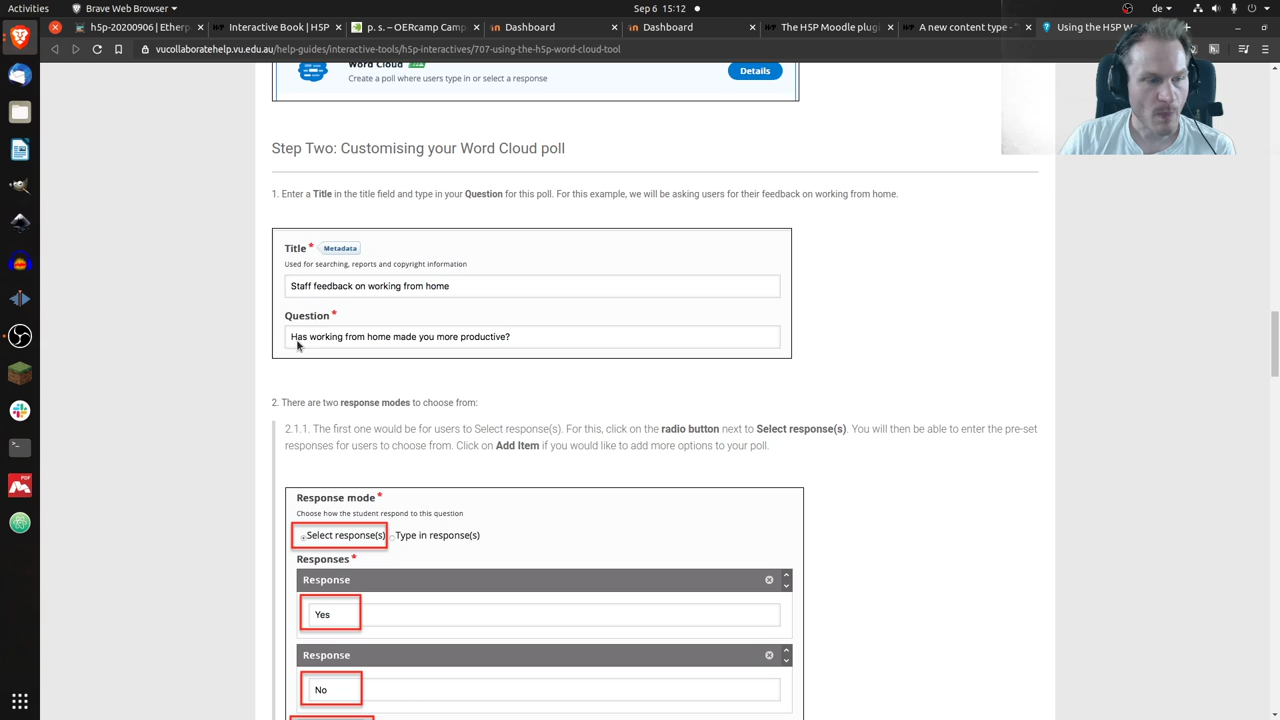 Activities
Brave Web Browser
Sep 6 15:12
de
h5p-20200906 | Etherp
Interactive Book | H5P
p. s. – OERcamp Camp
Dashboard
Dashboard
The H5P Moodle plugi
A new content type -
Using the H5P W
vucollaboratehelp.vu.edu.au/help-guides/interactive-tools/h5p-interactives/707-using-the-h5p-word-cloud-tool
Word Cloud
Create a poll where users type in or select a response
Details
Step Two: Customising your Word Cloud poll
1. Enter a Title in the title field and type in your Question for this poll. For this example, we will be asking users for their feedback on working from home.
Title * Metadata
Used for searching, reports and copyright information
Staff feedback on working from home
Question *
Has working from home made you more productive?
2. There are two response modes to choose from:
2.1.1. The first one would be for users to Select response(s). For this, click on the radio button next to Select response(s). You will then be able to enter the pre-set
responses for users to choose from. Click on Add Item if you would like to add more options to your poll.
Response mode *
Choose how the student respond to this question
Select response(s) Type in response(s)
Responses *
Response
Yes
Response
No